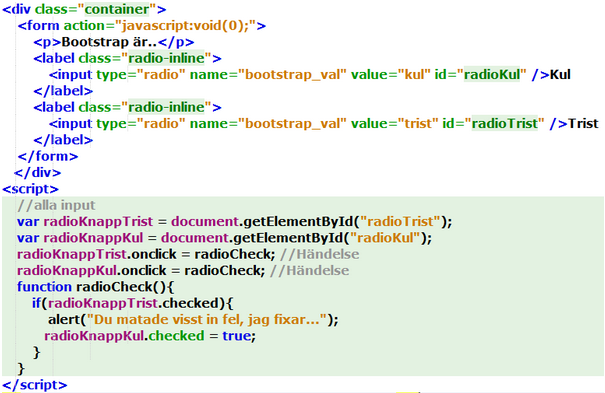 <div class="container">
<form action="javascript:void(0);">
<p>Bootstrap är..</p>
<label class="radio-inline">
<input type="radio" name="bootstrap_val" value="kul" id="radioKul" />Kul
</label>
<label class="radio-inline">
<input type="radio" name="bootstrap_val" value="trist" id="radioTrist" />Trist
</label>
</form>
</div>
<script>
//alla input
var radioKnappTrist = document.getElementById("radioTrist");
var radioKnappKul = document.getElementById("radioKul");
radioKnappTrist.onclick = radioCheck; //Händelse
radioKnappKul.onclick = radioCheck; //Händelse
function radioCheck(){
if(radioKnappTrist.checked){
alert("Du matade visst in fel, jag fixar...");
radioKnappKul.checked = true;
}
}
</script>